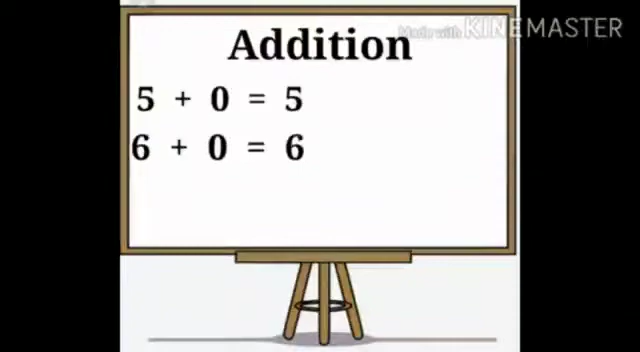 Made with KINEMASTER
Addition
5 + 0 = 5
6 + 0 = 6